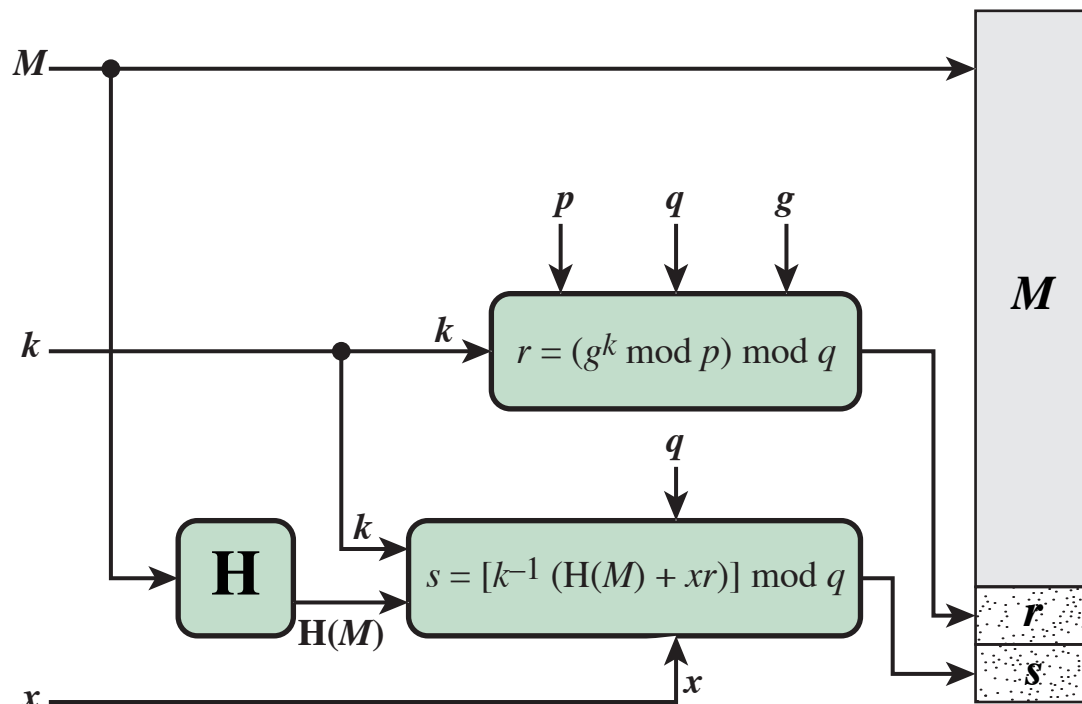 M
p q g
M
k
k
r = (g^k mod p) mod q
q
k
H
s = [k^–1 (H(M) + xr)] mod q
r
H(M)
s
x
x